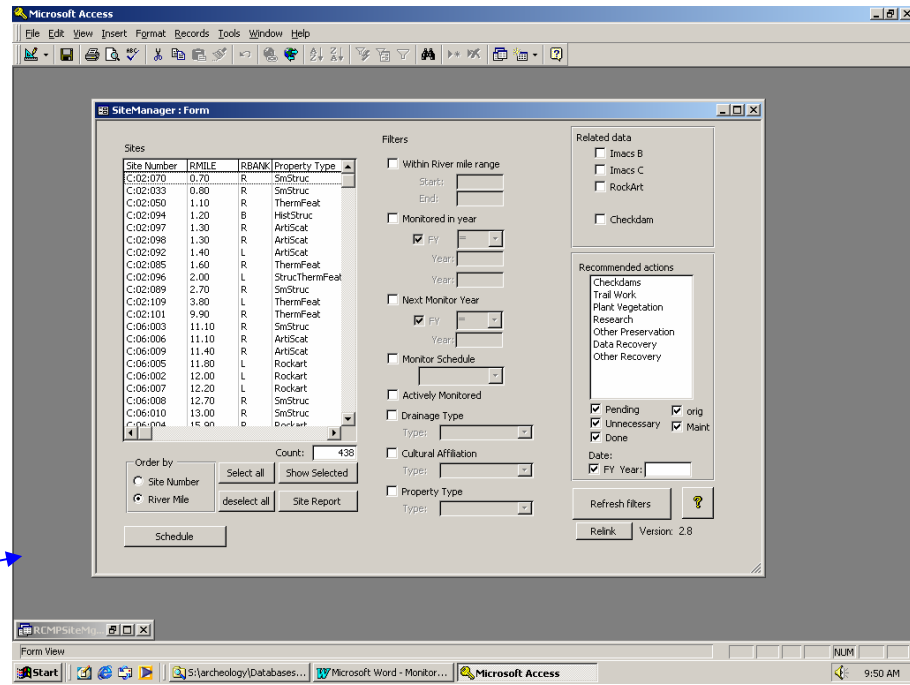 Microsoft Access
File Edit View Insert Format Records Tools Window Help
SiteManager : Form
Sites
Site Number RMILE RBANK Property Type
C:02:070 0.70 R SmStruc
C:02:033 0.80 R SmStruc
C:02:050 1.10 R ThermFeat
C:02:094 1.20 B HistStruc
C:02:097 1.30 R ArtiScat
C:02:098 1.30 R ArtiScat
C:02:092 1.40 L ArtiScat
C:02:085 1.60 R ThermFeat
C:02:096 2.00 L StrucThermFeat
C:02:089 2.70 R SmStruc
C:02:109 3.80 L ThermFeat
C:02:101 9.90 R ThermFeat
C:06:003 11.10 R SmStruc
C:06:006 11.10 R ArtiScat
C:06:009 11.40 R ArtiScat
C:06:005 11.80 L Rockart
C:06:002 12.00 L Rockart
C:06:007 12.20 L Rockart
C:06:008 12.70 R SmStruc
C:06:010 13.00 R SmStruc
C:06:004 15.90 R Rockart
Count: 438
Order by
Site Number
River Mile
Select all Show Selected
deselect all Site Report
Schedule
Filters
Within River mile range
Start:
End:
Monitored in year
FY =
Year:
Year:
Next Monitor Year
FY =
Year:
Monitor Schedule
Actively Monitored
Drainage Type
Type:
Cultural Affiliation
Type:
Property Type
Type:
Related data
Imacs B
Imacs C
RockArt
Checkdam
Recommended actions
Checkdams
Trail Work
Plant Vegetation
Research
Other Preservation
Data Recovery
Other Recovery
Pending orig
Unnecessary Maint
Done
Date:
FY Year:
Refresh filters ?
Relink Version: 2.8
RCMPSiteMg...
Form View NUM
Start S:\archeology\Databases... Microsoft Word - Monitor... Microsoft Access 9:50 AM